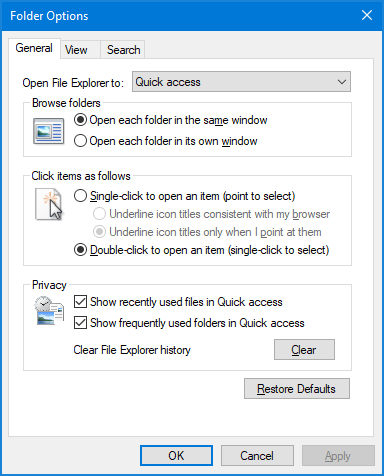 Folder Options
General View Search
Open File Explorer to: Quick access
Browse folders
Open each folder in the same window
Open each folder in its own window
Click items as follows
Single-click to open an item (point to select)
Underline icon titles consistent with my browser
Underline icon titles only when I point at them
Double-click to open an item (single-click to select)
Privacy
Show recently used files in Quick access
Show frequently used folders in Quick access
Clear File Explorer history Clear
Restore Defaults
OK Cancel Apply